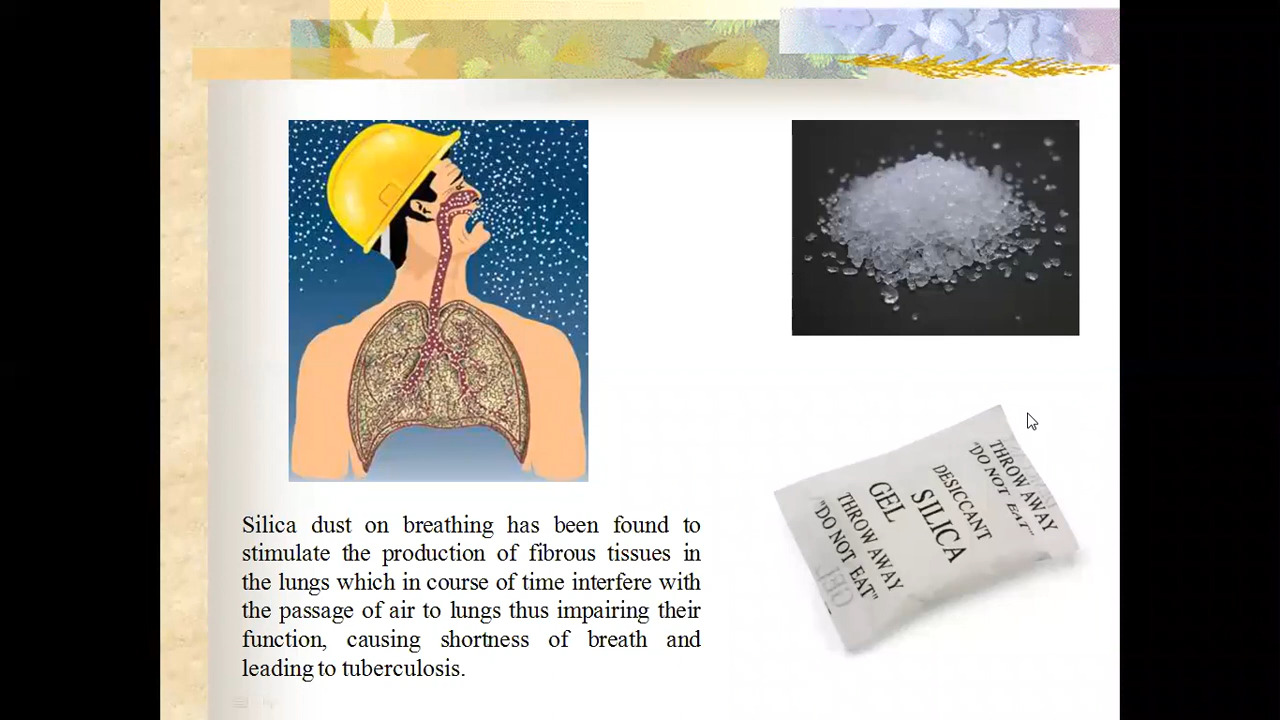 Silica dust on breathing has been found to
stimulate the production of fibrous tissues in
the lungs which in course of time interfere with
the passage of air to lungs thus impairing their
function, causing shortness of breath and
leading to tuberculosis.
THROW AWAY
"DO NOT EAT"
DESICCANT
SILICA
GEL
THROW AWAY
"DO NOT EAT"
GEL